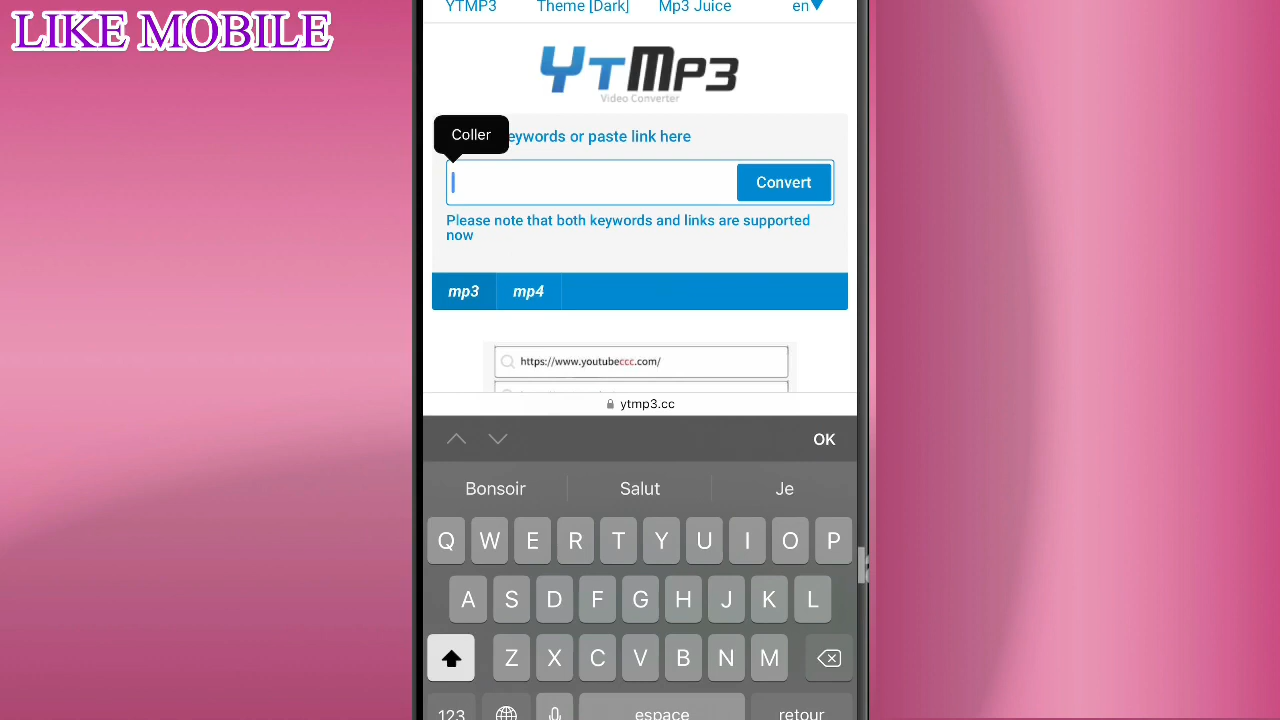 LIKE MOBILE
YTMP3 Theme [Dark] Mp3 Juice en▼
YTMP3
Video Converter
Coller
eywords or paste link here
Convert
Please note that both keywords and links are supported
now
mp3 mp4
https://www.youtubeccc.com/
ytmp3.cc
OK
Bonsoir Salut Je
Q W E R T Y U I O P
A S D F G H J K L
Z X C V B N M
123 espace retour